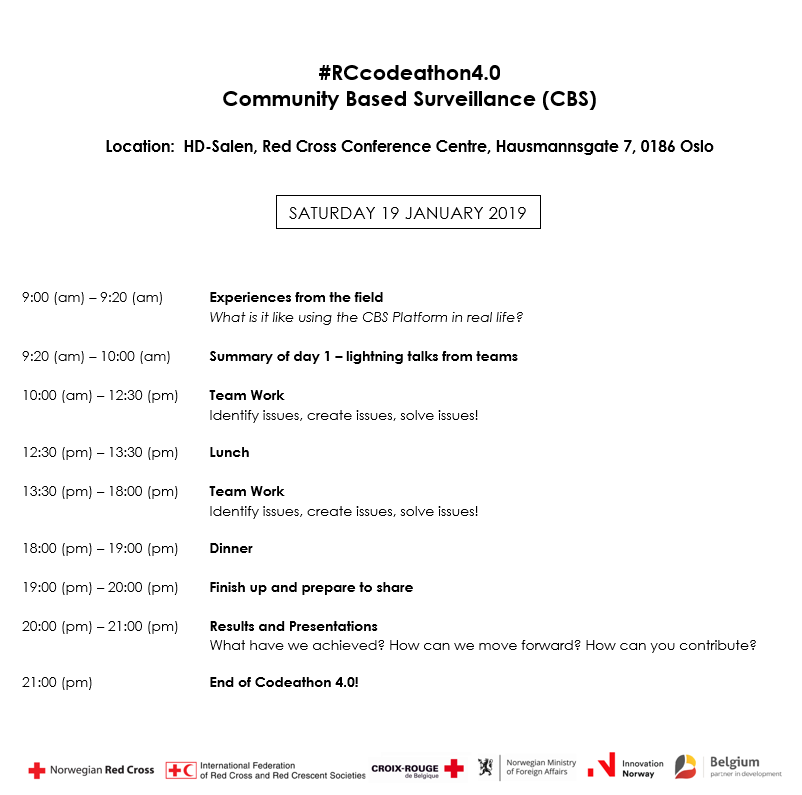 #RCcodeathon4.0
Community Based Surveillance (CBS)
Location: HD-Salen, Red Cross Conference Centre, Hausmannsgate 7, 0186 Oslo
SATURDAY 19 JANUARY 2019
9:00 (am) – 9:20 (am) Experiences from the field
What is it like using the CBS Platform in real life?
9:20 (am) – 10:00 (am) Summary of day 1 – lightning talks from teams
10:00 (am) – 12:30 (pm) Team Work
Identify issues, create issues, solve issues!
12:30 (pm) – 13:30 (pm) Lunch
13:30 (pm) – 18:00 (pm) Team Work
Identify issues, create issues, solve issues!
18:00 (pm) – 19:00 (pm) Dinner
19:00 (pm) – 20:00 (pm) Finish up and prepare to share
20:00 (pm) – 21:00 (pm) Results and Presentations
What have we achieved? How can we move forward? How can you contribute?
21:00 (pm) End of Codeathon 4.0!
Norwegian Red Cross
International Federation
of Red Cross and Red Crescent Societies
CROIX-ROUGE
de Belgique
Norwegian Ministry
of Foreign Affairs
Innovation
Norway
Belgium
partner in development